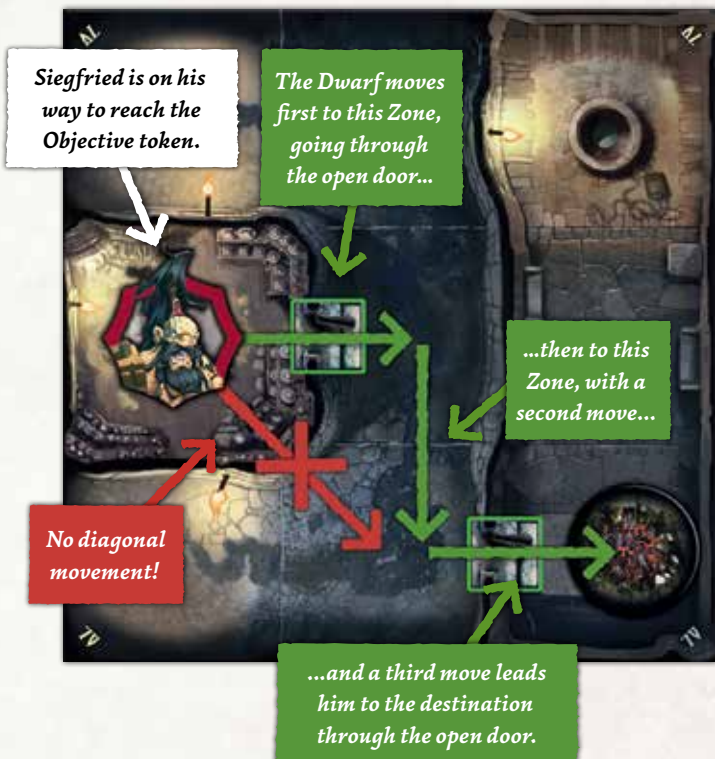 Siegfried is on his
way to reach the
Objective token.
The Dwarf moves
first to this Zone,
going through
the open door...
...then to this
Zone, with a
second move...
No diagonal
movement!
...and a third move leads
him to the destination
through the open door.